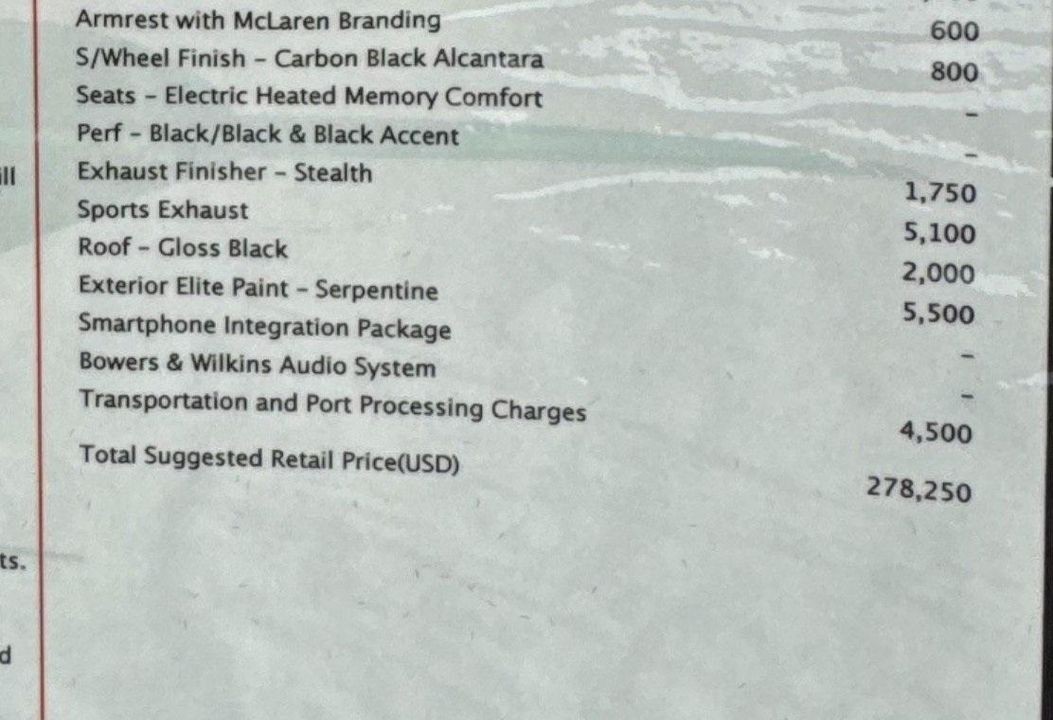 Armrest with McLaren Branding 600
S/Wheel Finish – Carbon Black Alcantara 800
Seats – Electric Heated Memory Comfort –
Perf – Black/Black & Black Accent –
Exhaust Finisher – Stealth 1,750
Sports Exhaust 5,100
Roof – Gloss Black 2,000
Exterior Elite Paint – Serpentine 5,500
Smartphone Integration Package –
Bowers & Wilkins Audio System –
Transportation and Port Processing Charges 4,500
Total Suggested Retail Price(USD) 278,250